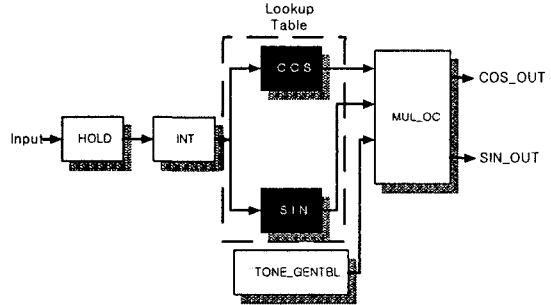 Lookup
Table
COS
COS_OUT
MUL_OC
Input
HOLD
INT
SIN_OUT
SIN
TONE_GENTBL